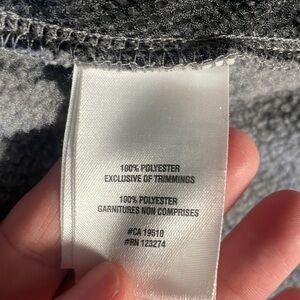 100% POLYESTER
EXCLUSIVE OF TRIMMINGS
100% POLYESTER
GARNITURES NON COMPRISES
#CA 19510
#RN 123274